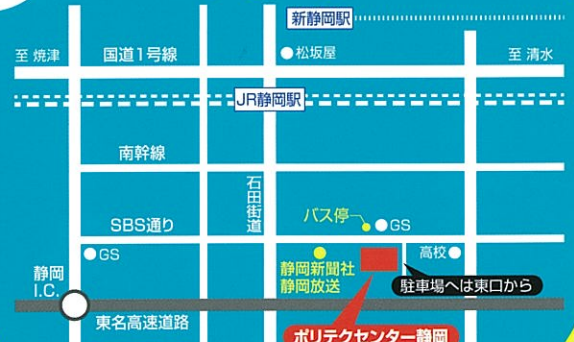 新静岡駅
至 焼津
国道1号線
松坂屋
至 清水
JR静岡駅
南幹線
石田街道
SBS通り
バス停
GS
GS
静岡新聞社
静岡放送
高校
駐車場へは東口から
静岡
I.C.
東名高速道路
ポリテクセンター静岡